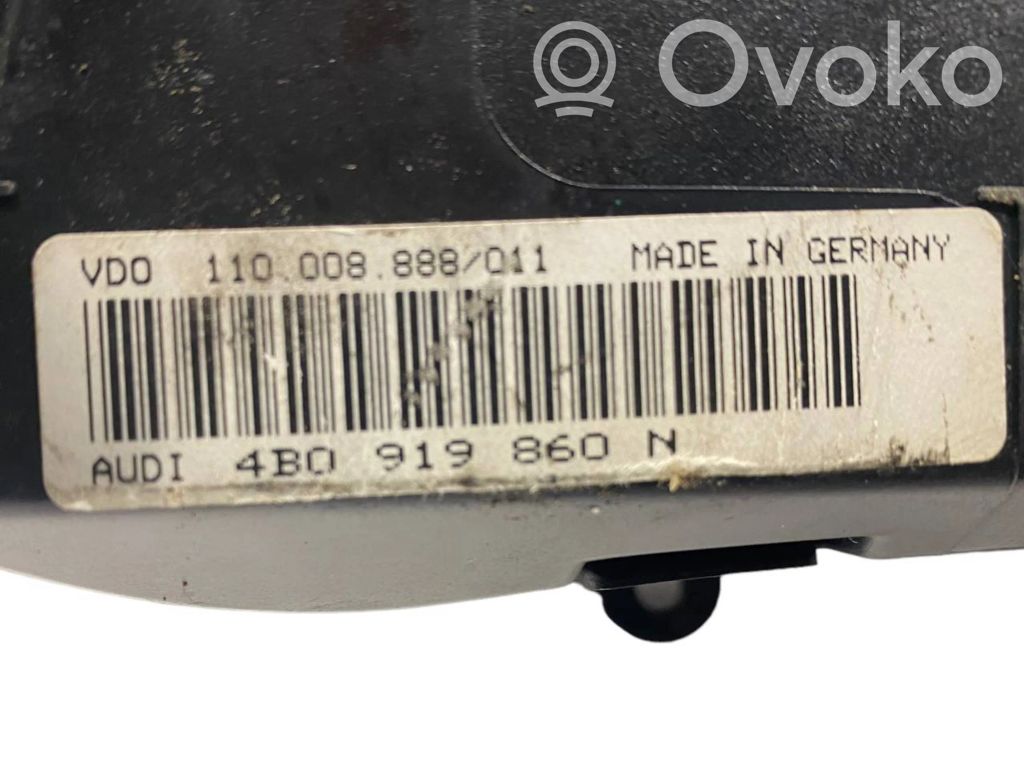 Ovoko
VDO 110.008.888/011 MADE IN GERMANY
AUDI 4B0 919 860 N